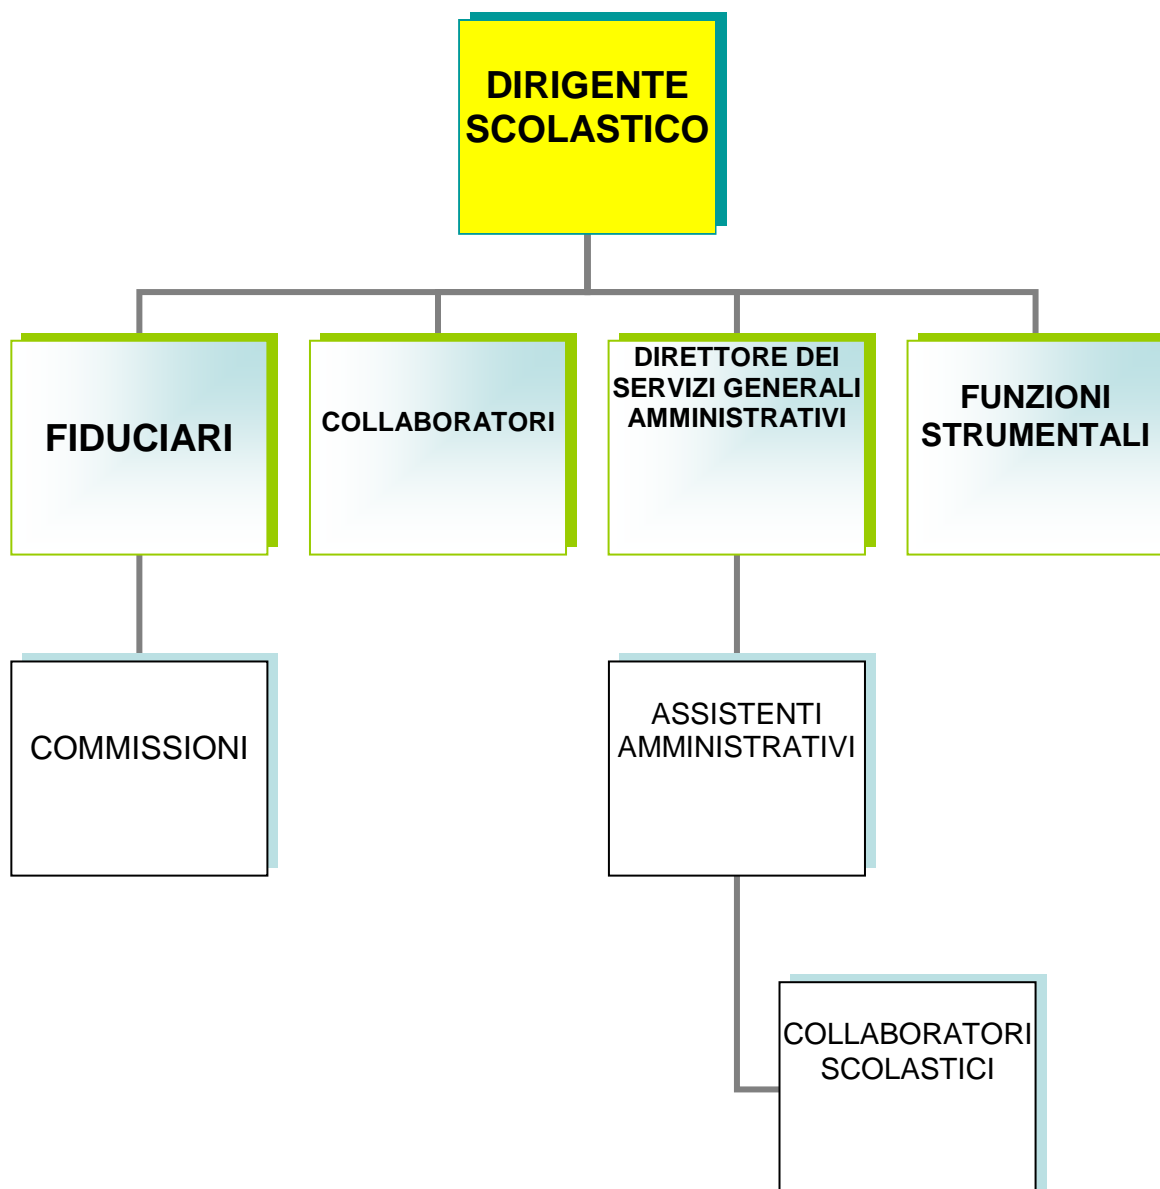 DIRIGENTE
SCOLASTICO
FIDUCIARI
COLLABORATORI
DIRETTORE DEI
SERVIZI GENERALI
AMMINISTRATIVI
FUNZIONI
STRUMENTALI
COMMISSIONI
ASSISTENTI
AMMINISTRATIVI
COLLABORATORI
SCOLASTICI